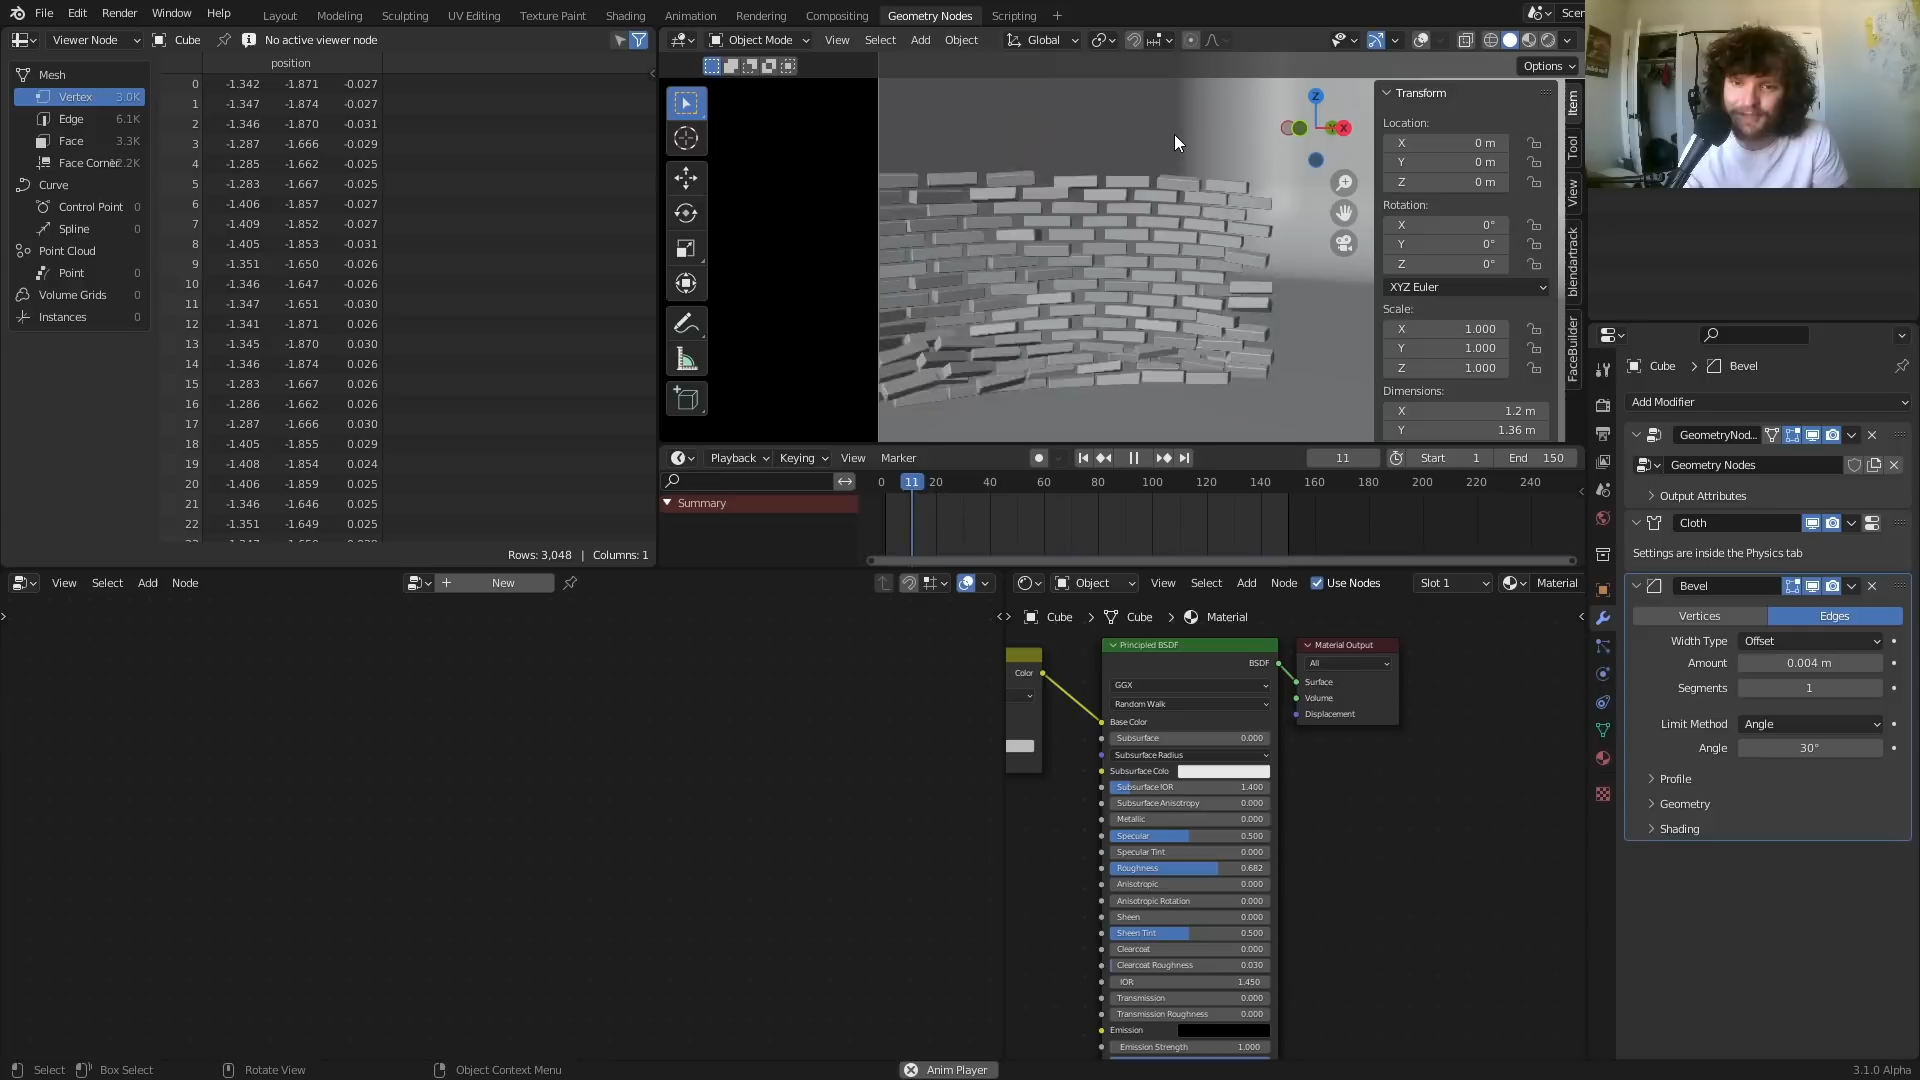 File Edit Render Window Help
Layout Modeling Sculpting UV Editing Texture Paint Shading Animation Rendering Compositing Geometry Nodes Scripting +
Viewer Node Cube No active viewer node
Object Mode View Select Add Object Global
Options
position
Mesh
Vertex 3.0K
Edge 6.1K
Face 3.3K
Face Corner
Curve
Control Point 0
Spline 0
Point Cloud
Point 0
Volume Grids 0
Instances 0
0 -1.342 -1.871 -0.027
1 -1.347 -1.874 -0.027
2 -1.346 -1.870 -0.031
3 -1.287 -1.666 -0.029
4 -1.285 -1.662 -0.025
5 -1.283 -1.667 -0.025
6 -1.406 -1.857 -0.027
7 -1.409 -1.852 -0.027
8 -1.405 -1.853 -0.031
9 -1.351 -1.650 -0.026
10 -1.346 -1.647 -0.026
11 -1.347 -1.651 -0.030
12 -1.341 -1.871 0.026
13 -1.345 -1.870 0.030
14 -1.346 -1.874 0.026
15 -1.283 -1.667 0.026
16 -1.286 -1.662 0.026
17 -1.287 -1.666 0.030
18 -1.405 -1.855 0.029
19 -1.408 -1.854 0.024
20 -1.406 -1.859 0.025
21 -1.346 -1.646 0.025
22 -1.351 -1.649 0.025
Rows: 3,048 | Columns: 1
Z
X
Transform
Location:
X 0 m
Y 0 m
Z 0 m
Rotation:
X 0°
Y 0°
Z 0°
XYZ Euler
Scale:
X 1.000
Y 1.000
Z 1.000
Dimensions:
X 1.2 m
Y 1.36 m
Item
Tool
View
blendartrack
FaceBuilder
Playback Keying View Marker 11 Start 1 End 150
0 11 20 40 60 80 100 120 140 160 180 200 220 240
Summary
View Select Add Node + New
Object View Select Add Node Use Nodes Slot 1 Material
Cube > Cube > Material
Color
Principled BSDF
BSDF
GGX
Random Walk
Base Color
Subsurface 0.000
Subsurface Radius
Subsurface Colo
Subsurface IOR 1.400
Subsurface Anisotropy 0.000
Metallic 0.000
Specular 0.500
Specular Tint 0.000
Roughness 0.682
Anisotropic 0.000
Anisotropic Rotation 0.000
Sheen 0.000
Sheen Tint 0.500
Clearcoat 0.000
Clearcoat Roughness 0.030
IOR 1.450
Transmission 0.000
Transmission Roughness 0.000
Emission
Emission Strength 1.000
Material Output
All
Surface
Volume
Displacement
Cube > Bevel
Add Modifier
GeometryNod...
Geometry Nodes
Output Attributes
Cloth
Settings are inside the Physics tab
Bevel
Vertices Edges
Width Type Offset
Amount 0.004 m
Segments 1
Limit Method Angle
Angle 30°
Profile
Geometry
Shading
Select Box Select Rotate View Object Context Menu Anim Player 3.1.0 Alpha